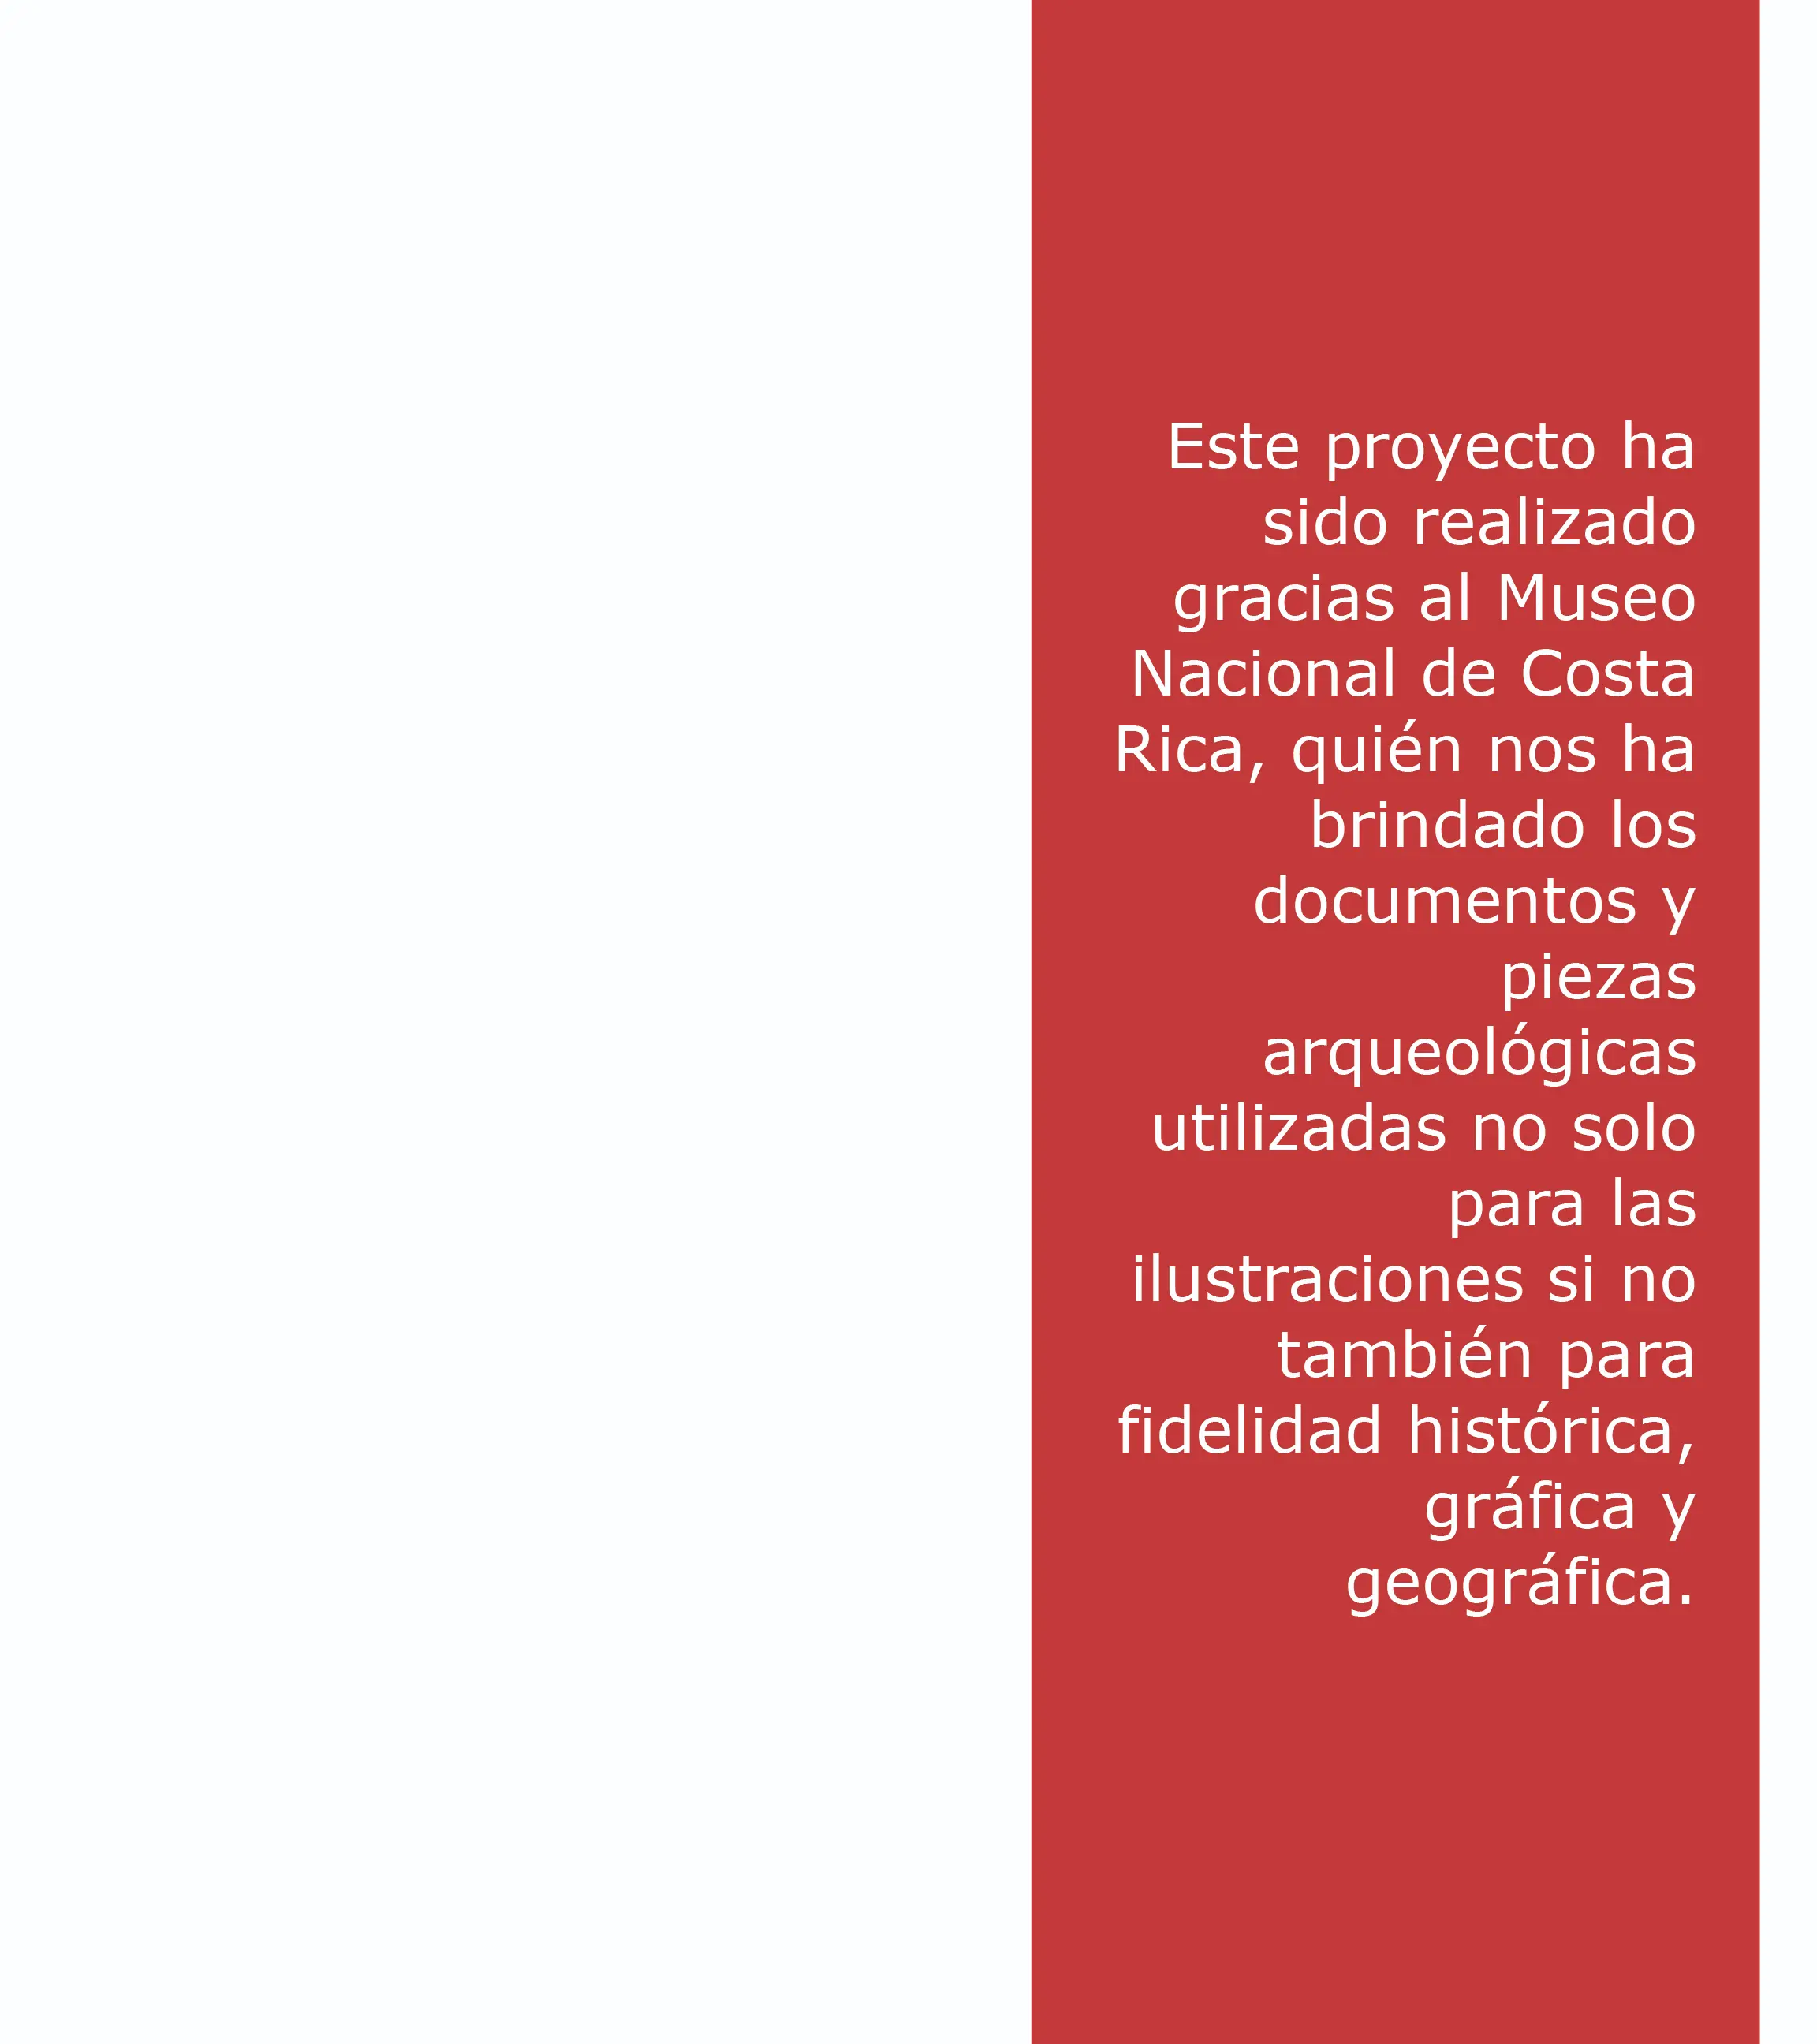 Este proyecto ha
sido realizado
gracias al Museo
Nacional de Costa
Rica, quién nos ha
brindado los
documentos y
piezas
arqueológicas
utilizadas no solo
para las
ilustraciones si no
también para
fidelidad histórica,
gráfica y
geográfica.